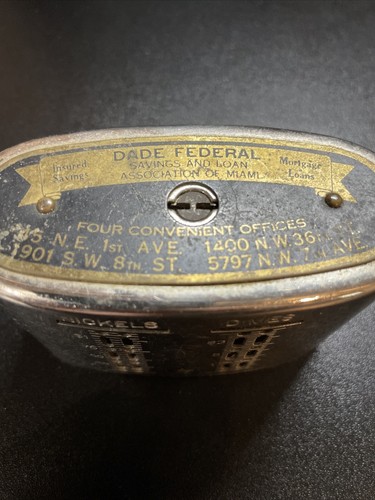 DADE FEDERAL
SAVINGS AND LOAN
ASSOCIATION OF MIAMI
Insured
Savings
Mortgage
Loans
FOUR CONVENIENT OFFICES
N.E. 1ST AVE. 1400 N.W. 36
1901 S.W. 8TH ST. 5797 N.W. 7 AVE.
NICKELS DIMES